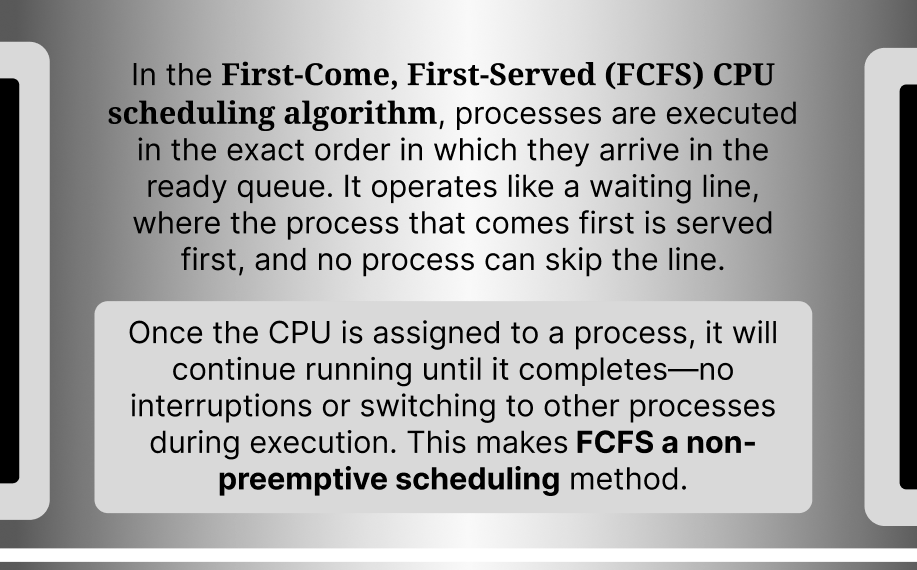 In the First-Come, First-Served (FCFS) CPU
scheduling algorithm, processes are executed
in the exact order in which they arrive in the
ready queue. It operates like a waiting line,
where the process that comes first is served
first, and no process can skip the line.
Once the CPU is assigned to a process, it will
continue running until it completes—no
interruptions or switching to other processes
during execution. This makes FCFS a non-
preemptive scheduling method.